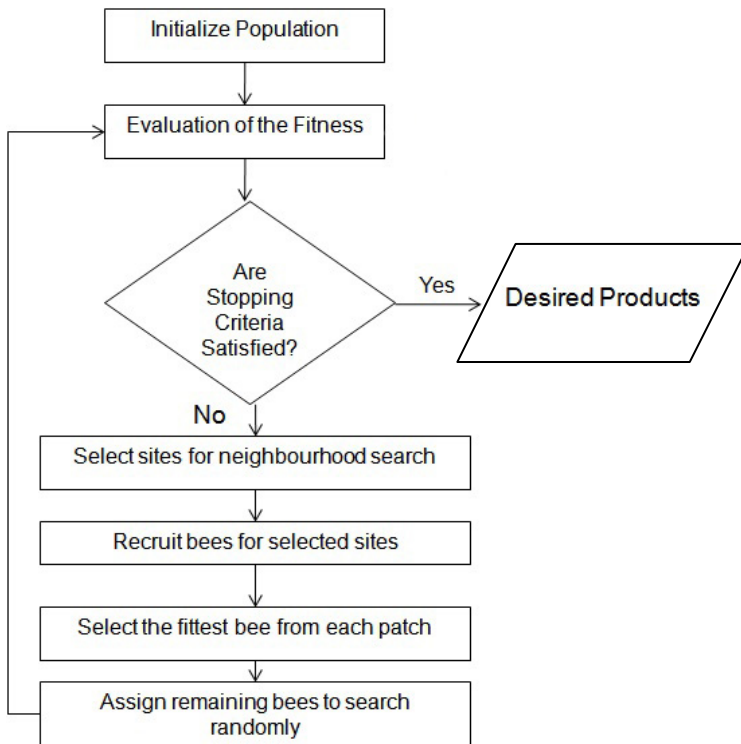 Initialize Population
Evaluation of the Fitness
Are
Stopping
Criteria
Satisfied?
Yes
Desired Products
No
Select sites for neighbourhood search
Recruit bees for selected sites
Select the fittest bee from each patch
Assign remaining bees to search
randomly